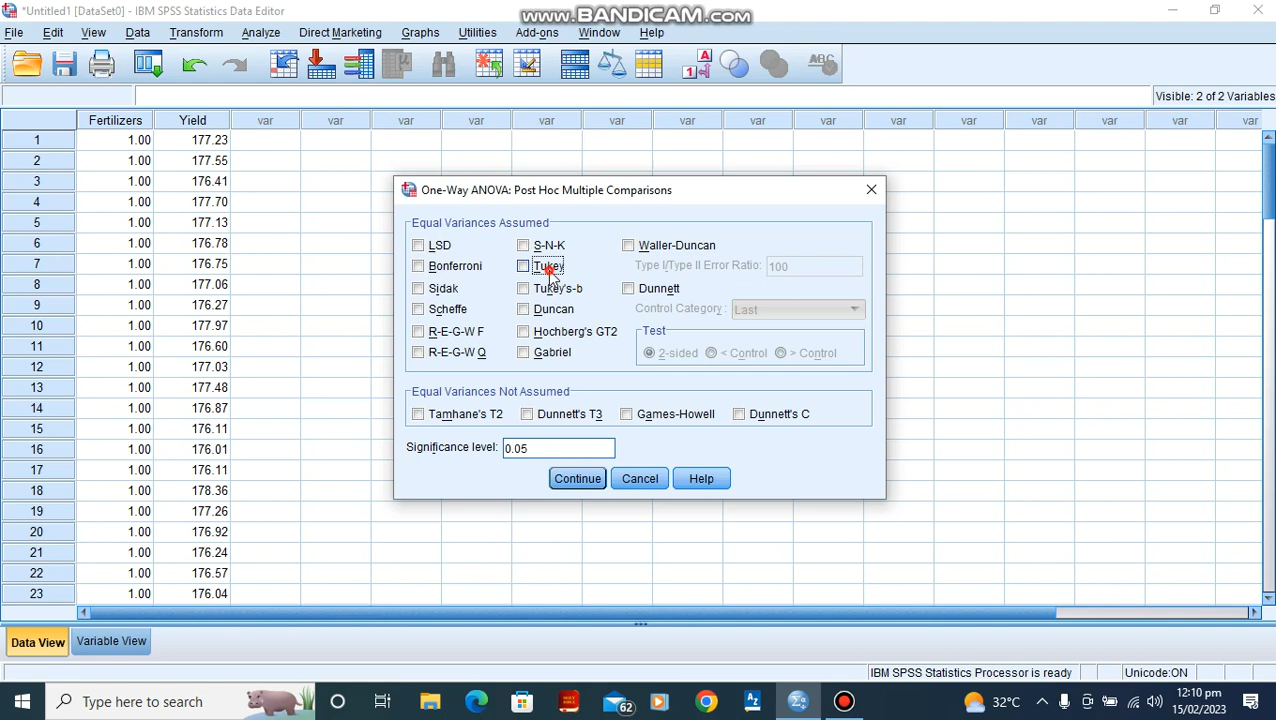 *Untitled1 [DataSet0] - IBM SPSS Statistics Data Editor
www.BANDICAM.com
File Edit View Data Transform Analyze Direct Marketing Graphs Utilities Add-ons Window Help
Visible: 2 of 2 Variables
Fertilizers Yield var var var var var var var var var var var var var var
1 1.00 177.23
2 1.00 177.55
3 1.00 176.41
4 1.00 177.70
5 1.00 177.13
6 1.00 176.78
7 1.00 176.75
8 1.00 177.06
9 1.00 176.27
10 1.00 177.97
11 1.00 176.60
12 1.00 177.03
13 1.00 177.48
14 1.00 176.87
15 1.00 176.11
16 1.00 176.01
17 1.00 176.11
18 1.00 178.36
19 1.00 177.26
20 1.00 176.92
21 1.00 176.24
22 1.00 176.57
23 1.00 176.04
One-Way ANOVA: Post Hoc Multiple Comparisons
Equal Variances Assumed
LSD S-N-K Waller-Duncan
Bonferroni Tukey Type I/Type II Error Ratio: 100
Sidak Tukey's-b Dunnett
Scheffe Duncan Control Category: Last
R-E-G-W F Hochberg's GT2 Test
R-E-G-W Q Gabriel 2-sided < Control > Control
Equal Variances Not Assumed
Tamhane's T2 Dunnett's T3 Games-Howell Dunnett's C
Significance level: 0.05
Continue Cancel Help
Data View Variable View
IBM SPSS Statistics Processor is ready Unicode:ON
Type here to search
62
32°C
12:10 pm
15/02/2023